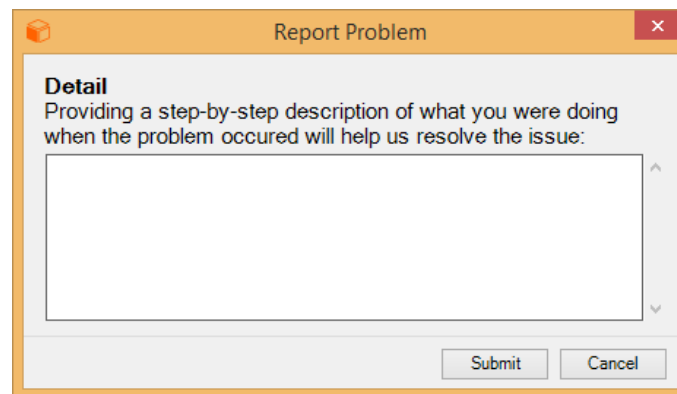 Report Problem
Detail
Providing a step-by-step description of what you were doing
when the problem occured will help us resolve the issue:
Submit Cancel